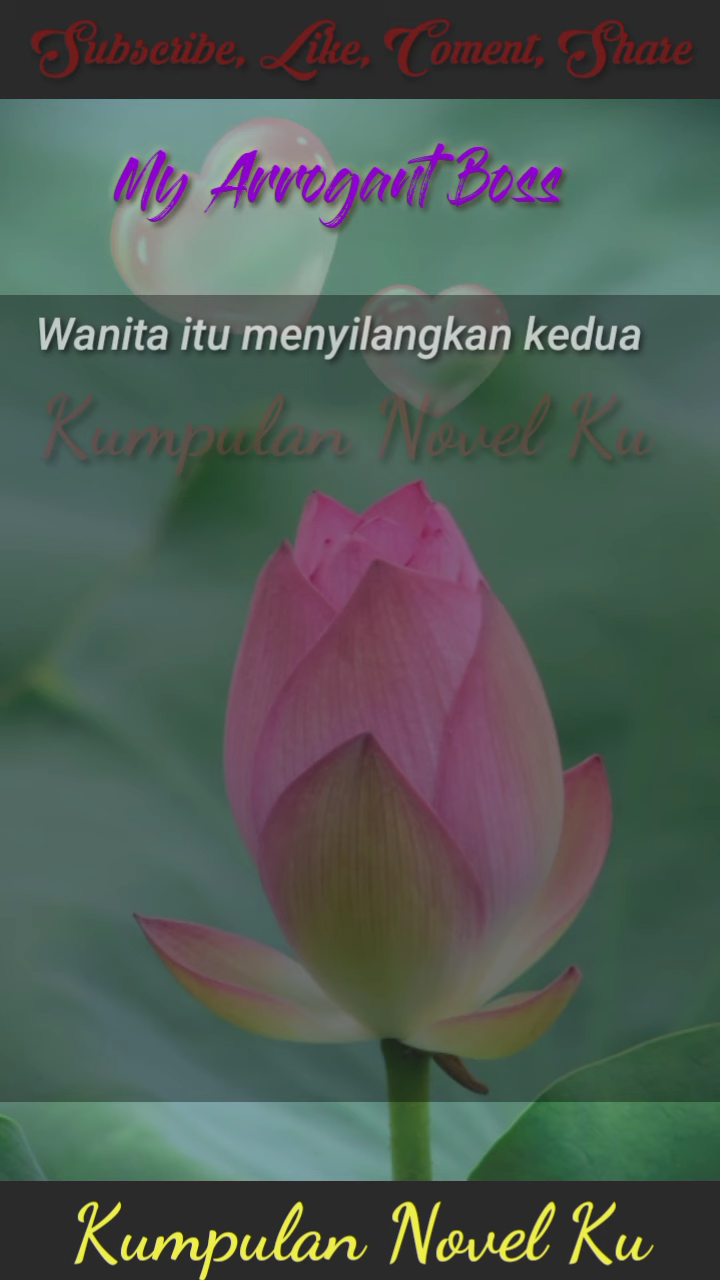 Subscribe, Like, Coment, Share
My Arrogant Boss
Wanita itu menyilangkan kedua
Kumpulan Novel Ku
Kumpulan Novel Ku